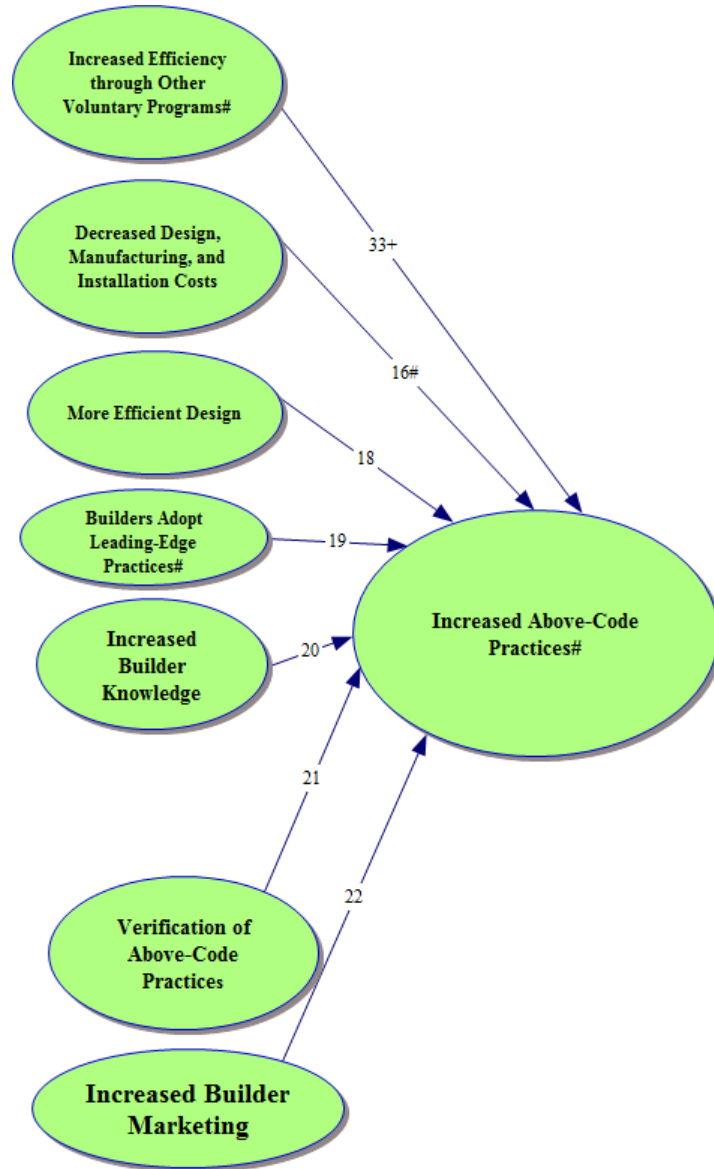 Increased Efficiency
through Other
Voluntary Programs#
33+
Decreased Design,
Manufacturing, and
Installation Costs
16#
More Efficient Design
18
Builders Adopt
Leading-Edge
Practices#
19
Increased Above-Code
Practices#
Increased
Builder
Knowledge
20
21
22
Verification of
Above-Code
Practices
Increased Builder
Marketing